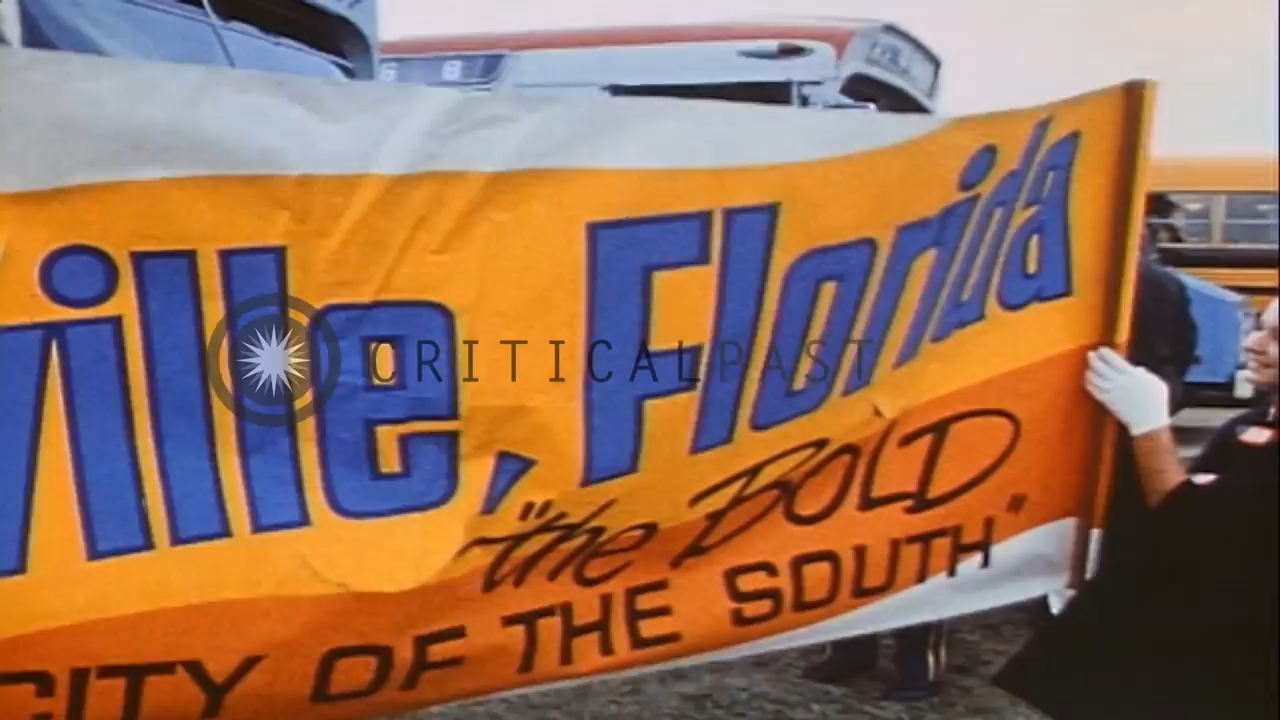 ville, Florida
"the BOLD
CITY OF THE SOUTH"
CRITICALPAST